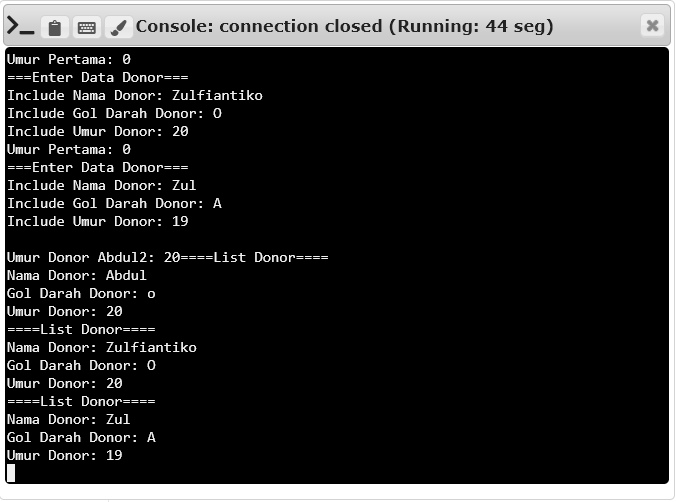 Console: connection closed (Running: 44 seg)
Umur Pertama: 0
===Enter Data Donor===
Include Nama Donor: Zulfiantiko
Include Gol Darah Donor: O
Include Umur Donor: 20
Umur Pertama: 0
===Enter Data Donor===
Include Nama Donor: Zul
Include Gol Darah Donor: A
Include Umur Donor: 19
Umur Donor Abdul2: 20====List Donor====
Nama Donor: Abdul
Gol Darah Donor: o
Umur Donor: 20
====List Donor====
Nama Donor: Zulfiantiko
Gol Darah Donor: O
Umur Donor: 20
====List Donor====
Nama Donor: Zul
Gol Darah Donor: A
Umur Donor: 19